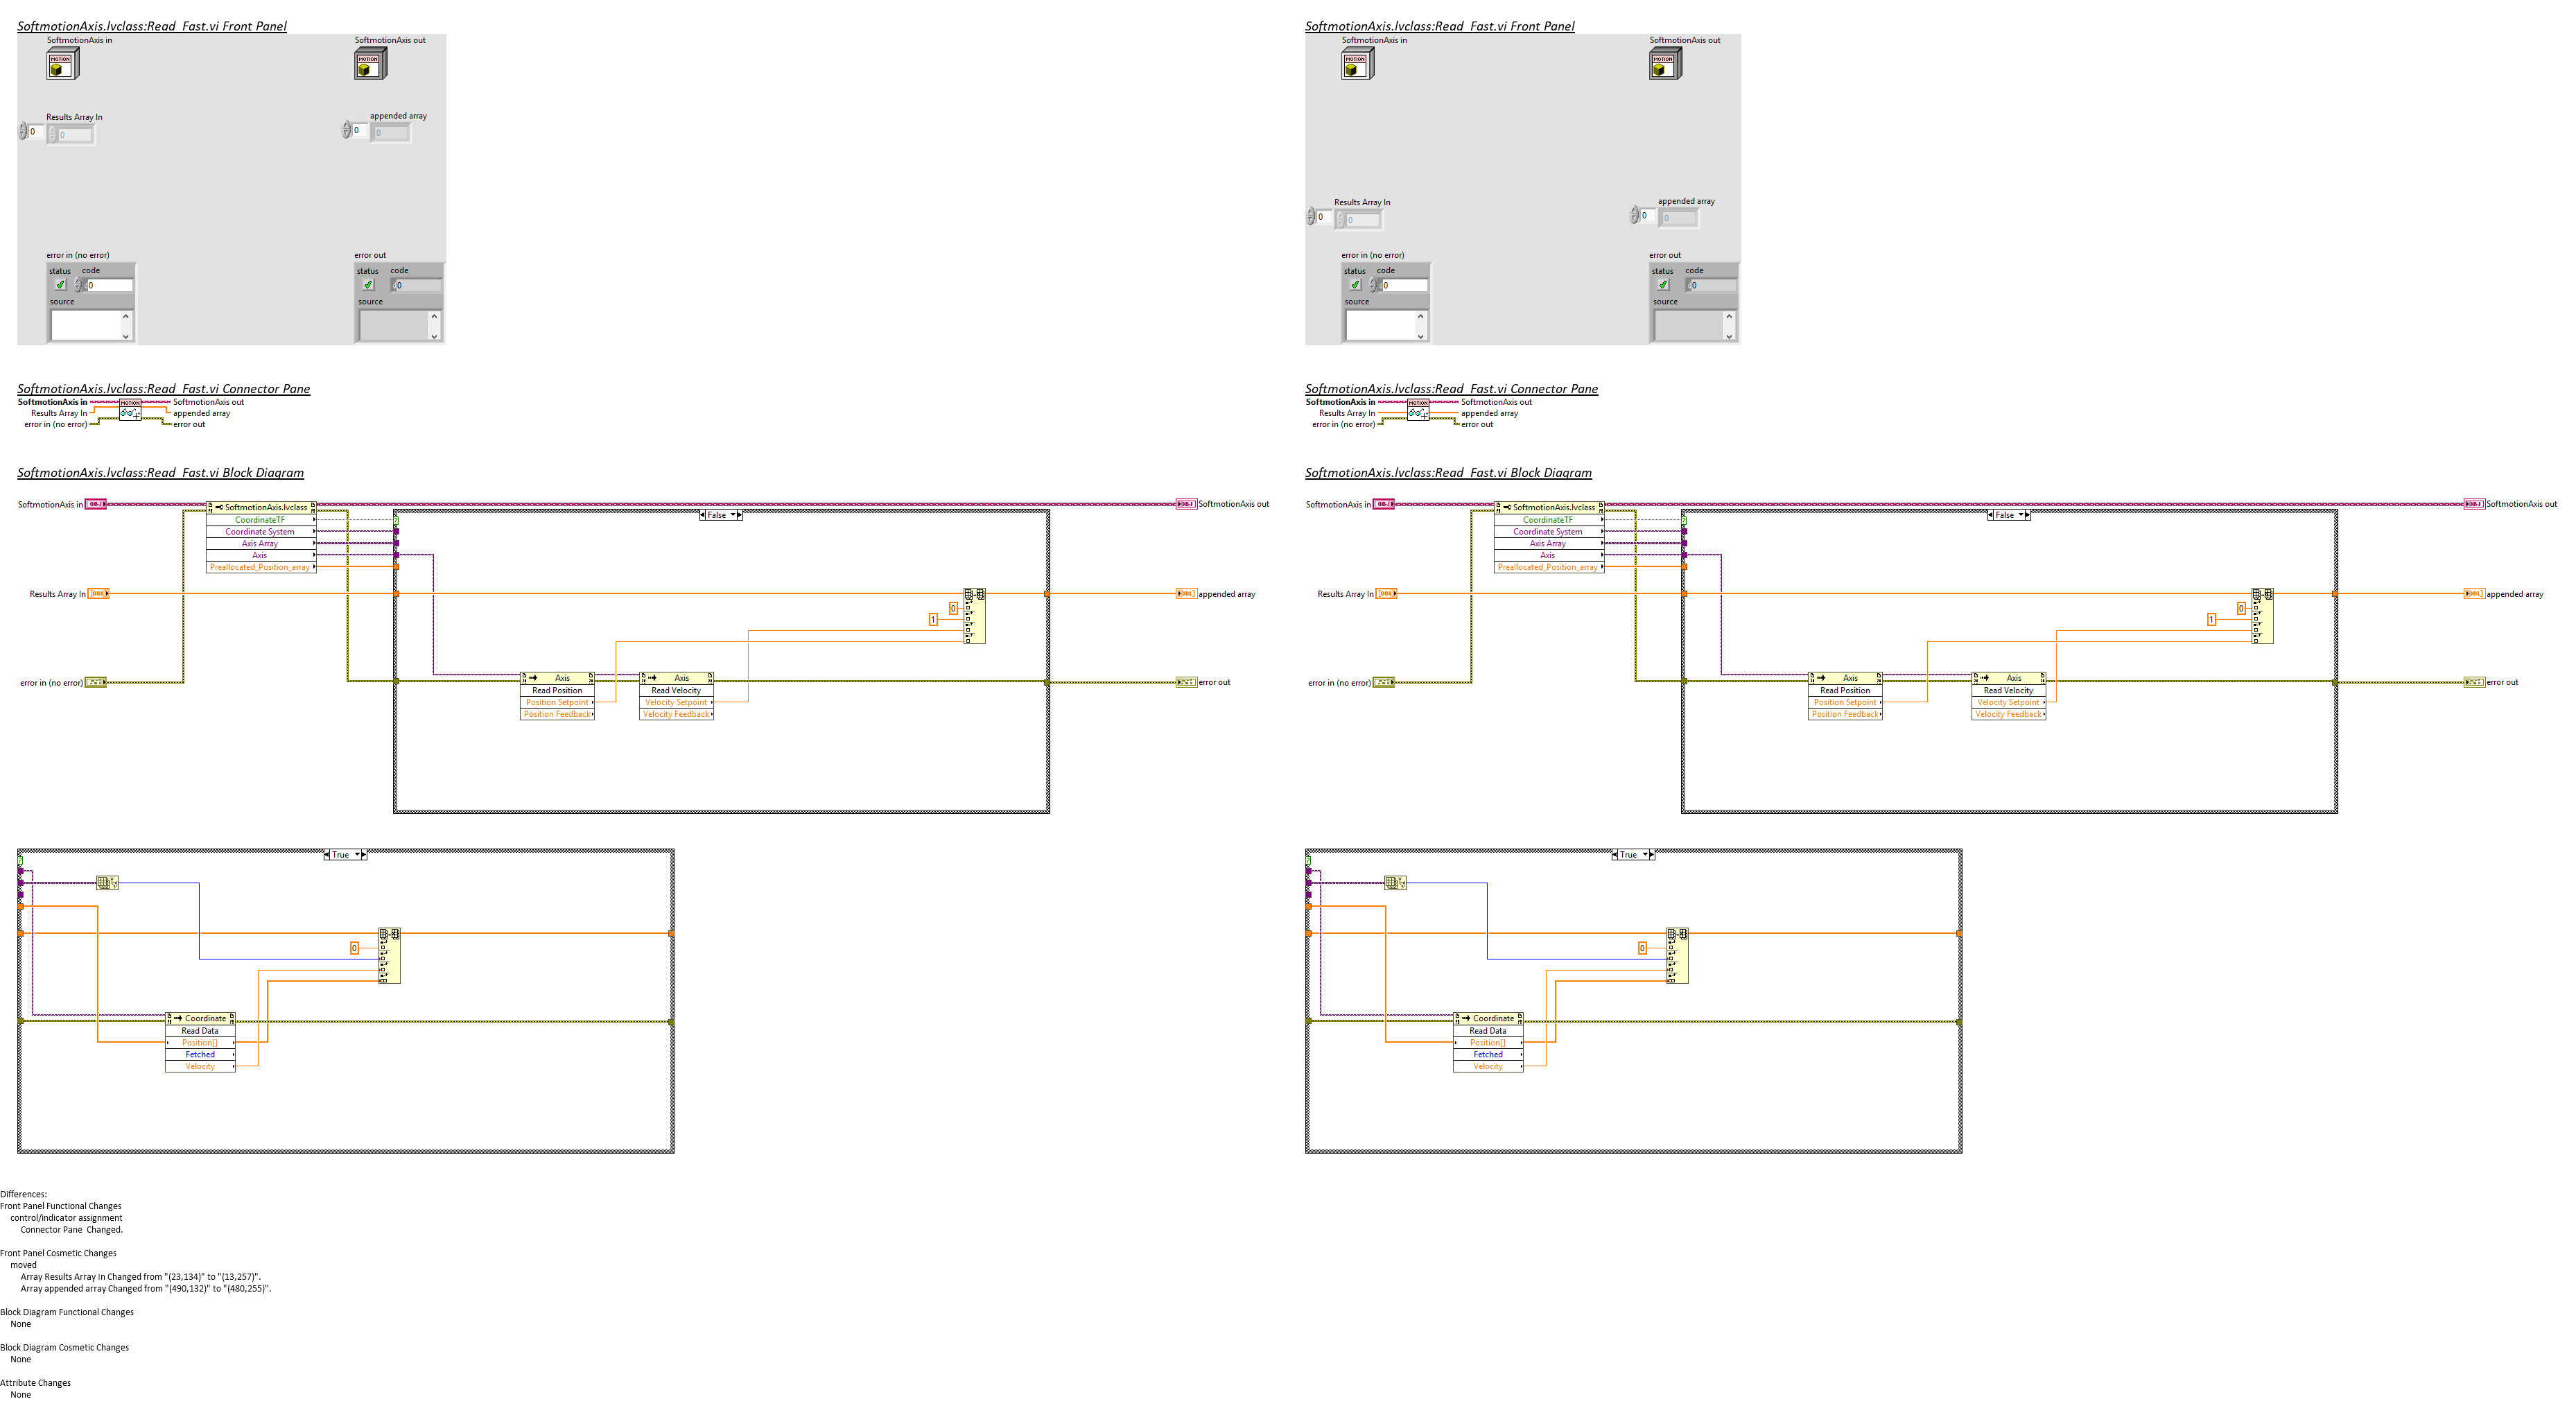 SoftmotionAxis.lvclass:Read_Fast.vi Front Panel
SoftmotionAxis in
SoftmotionAxis out
MOTION
MOTION
Results Array In
appended array
0
0
0
0
error in (no error)
error out
status code
status code
0
0
source
source
SoftmotionAxis.lvclass:Read_Fast.vi Connector Pane
SoftmotionAxis in
MOTION
SoftmotionAxis out
Results Array In
appended array
error in (no error)
error out
SoftmotionAxis.lvclass:Read_Fast.vi Block Diagram
SoftmotionAxis in
OBJ
SoftmotionAxis.lvclass
OBJ
SoftmotionAxis out
False
CoordinateTF
Coordinate System
Axis Array
Axis
Preallocated_Position_array
Results Array In
appended array
0
1
error in (no error)
error out
Axis
Axis
Read Position
Read Velocity
Position Setpoint
Velocity Setpoint
Position Feedback
Velocity Feedback
True
0
Coordinate
Read Data
Position[]
Fetched
Velocity
Differences:
Front Panel Functional Changes
control/indicator assignment
Connector Pane  Changed.
Front Panel Cosmetic Changes
moved
Array Results Array In Changed from "(23,134)" to "(13,257)".
Array appended array Changed from "(490,132)" to "(480,255)".
Block Diagram Functional Changes
None
Block Diagram Cosmetic Changes
None
Attribute Changes
None
SoftmotionAxis.lvclass:Read_Fast.vi Front Panel
SoftmotionAxis in
SoftmotionAxis out
MOTION
MOTION
Results Array In
appended array
0
0
0
0
error in (no error)
error out
status code
status code
0
0
source
source
SoftmotionAxis.lvclass:Read_Fast.vi Connector Pane
SoftmotionAxis in
MOTION
SoftmotionAxis out
Results Array In
appended array
error in (no error)
error out
SoftmotionAxis.lvclass:Read_Fast.vi Block Diagram
SoftmotionAxis in
OBJ
SoftmotionAxis.lvclass
OBJ
SoftmotionAxis out
False
CoordinateTF
Coordinate System
Axis Array
Axis
Preallocated_Position_array
Results Array In
appended array
0
1
error in (no error)
error out
Axis
Axis
Read Position
Read Velocity
Position Setpoint
Velocity Setpoint
Position Feedback
Velocity Feedback
True
0
Coordinate
Read Data
Position[]
Fetched
Velocity